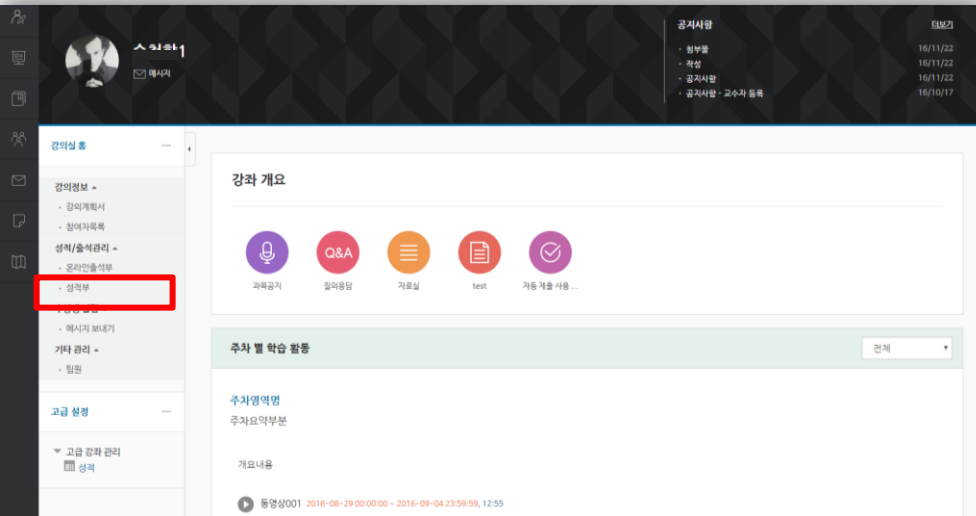 공지사항
더보기
· 첨부물 16/11/22
· 작성 16/11/22
· 공지사항 16/11/22
· 공지사항 - 교수자 등록 16/10/17
메시지
강의실 홈
강의정보
· 강의계획서
· 참여자목록
성적/출석관리
· 온라인출석부
· 성적부
· 메시지 보내기
기타 관리
· 팀원
고급 설정
고급 강좌 관리
성적
강좌 개요
Q&A
과목공지
질의응답
자료실
test
자동 제출 사용 ...
주차 별 학습 활동
전체
주차영역명
주차요약부분
개요내용
동영상001 2016-08-29 00:00:00 ~ 2016-09-04 23:59:59, 12:55